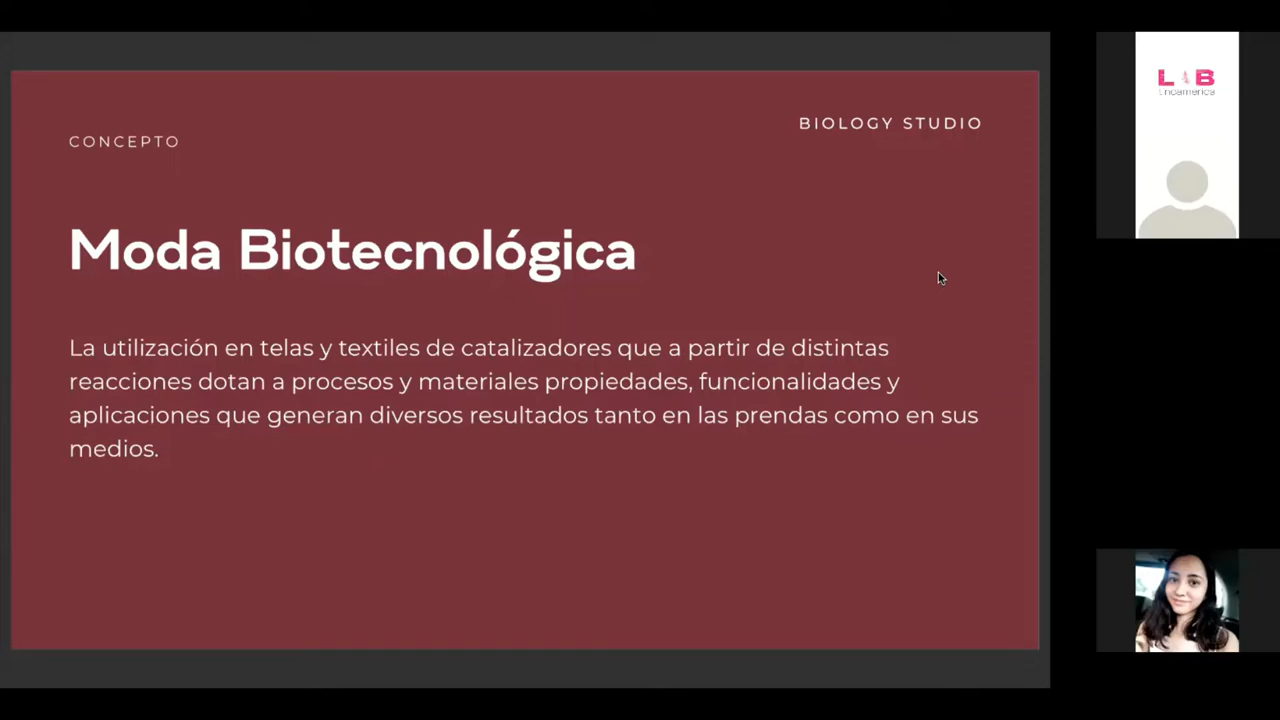 CONCEPTO
BIOLOGY STUDIO
Moda Biotecnológica
La utilización en telas y textiles de catalizadores que a partir de distintas
reacciones dotan a procesos y materiales propiedades, funcionalidades y
aplicaciones que generan diversos resultados tanto en las prendas como en sus
medios.